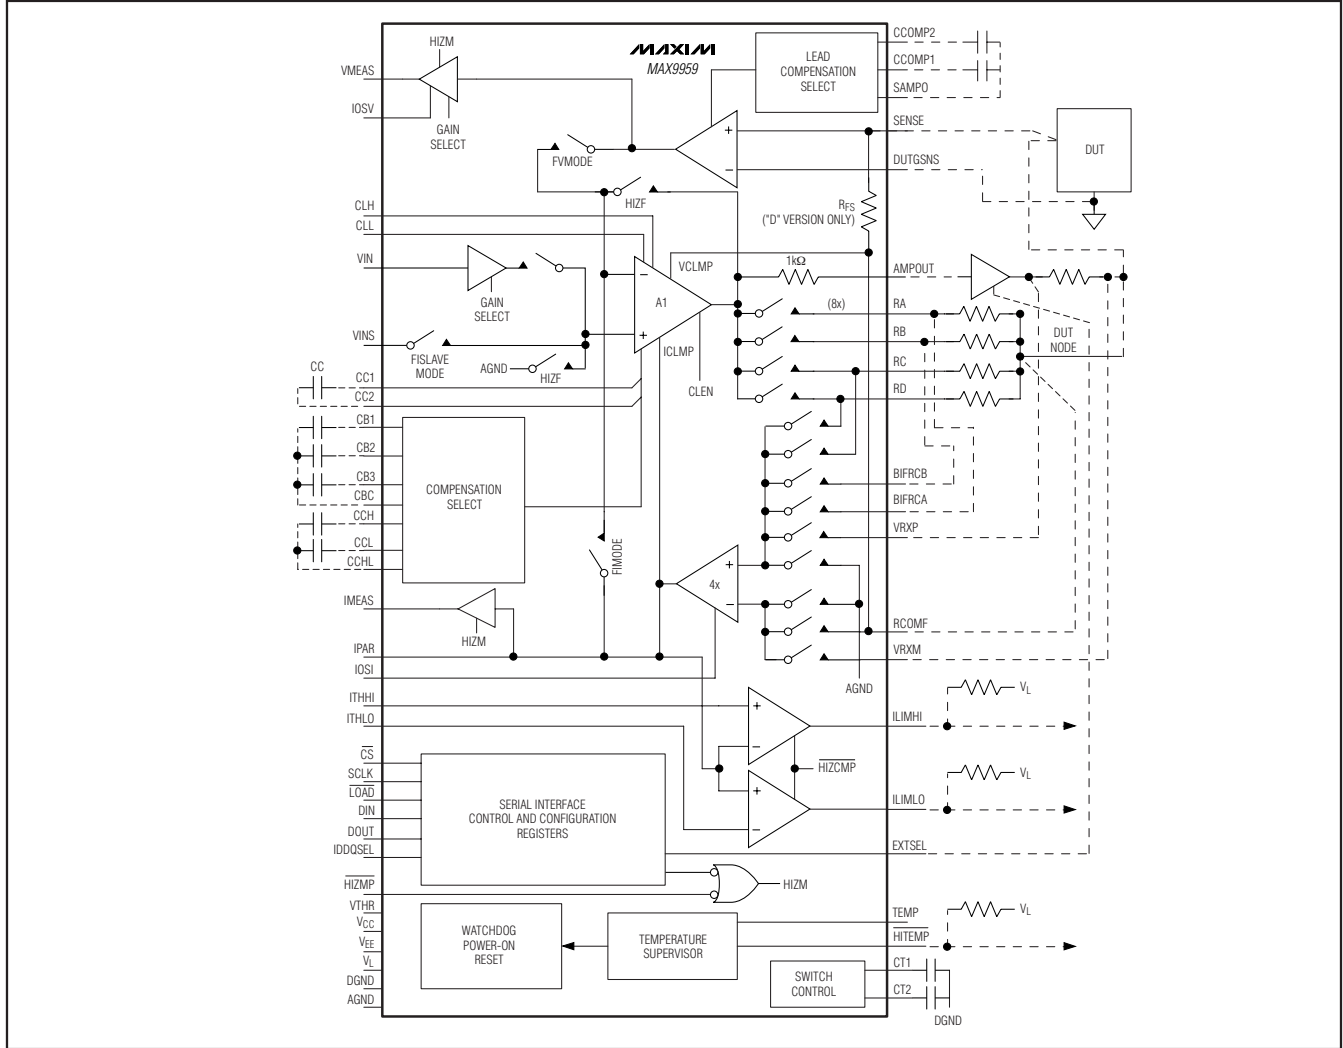 MAXIM
MAX9959
HIZM
VMEAS
IOSV
GAIN
SELECT
LEAD
COMPENSATION
SELECT
CCOMP2
CCOMP1
SAMPO
SENSE
DUTGSNS
DUT
+
−
FVMODE
HIZF
RFS
("D" VERSION ONLY)
CLH
CLL
VIN
GAIN
SELECT
VCLMP
−
A1
+
ICLMP
CLEN
1kΩ
AMPOUT
(8x)
RA
RB
RC
RD
DUT
NODE
VINS
FISLAVE
MODE
AGND
HIZF
CC
CC1
CC2
CB1
CB2
CB3
CBC
CCH
CCL
CCHL
COMPENSATION
SELECT
FIMODE
BIFRCB
BIFRCA
VRXP
+
4x
−
RCOMF
VRXM
AGND
IMEAS
HIZM
IPAR
IOSI
ITHHI
ITHLO
+
−
+
−
HIZCMP
ILIMHI
VL
ILIMLO
VL
EXTSEL
CS
SCLK
LOAD
DIN
DOUT
IDDQSEL
SERIAL INTERFACE
CONTROL AND CONFIGURATION
REGISTERS
HIZMP
HIZM
VTHR
VCC
VEE
VL
DGND
AGND
WATCHDOG
POWER-ON
RESET
TEMPERATURE
SUPERVISOR
TEMP
HITEMP
VL
SWITCH
CONTROL
CT1
CT2
DGND